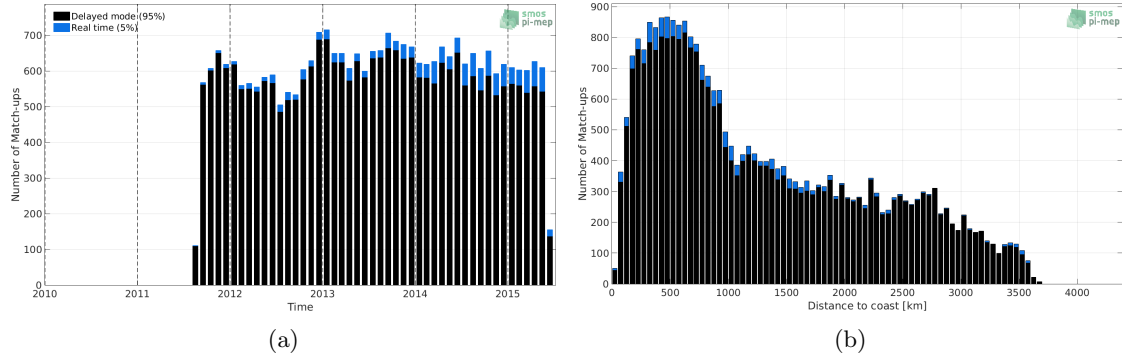 Delayed mode (95%)
Real time (5%)
smos
pi-mep
Number of Match-ups
700
600
500
400
300
200
100
0
2010
2011
2012
2013
2014
2015
Time
(a)
smos
pi-mep
Number of Match-ups
900
800
700
600
500
400
300
200
100
0
0
500
1000
1500
2000
2500
3000
3500
4000
Distance to coast [km]
(b)